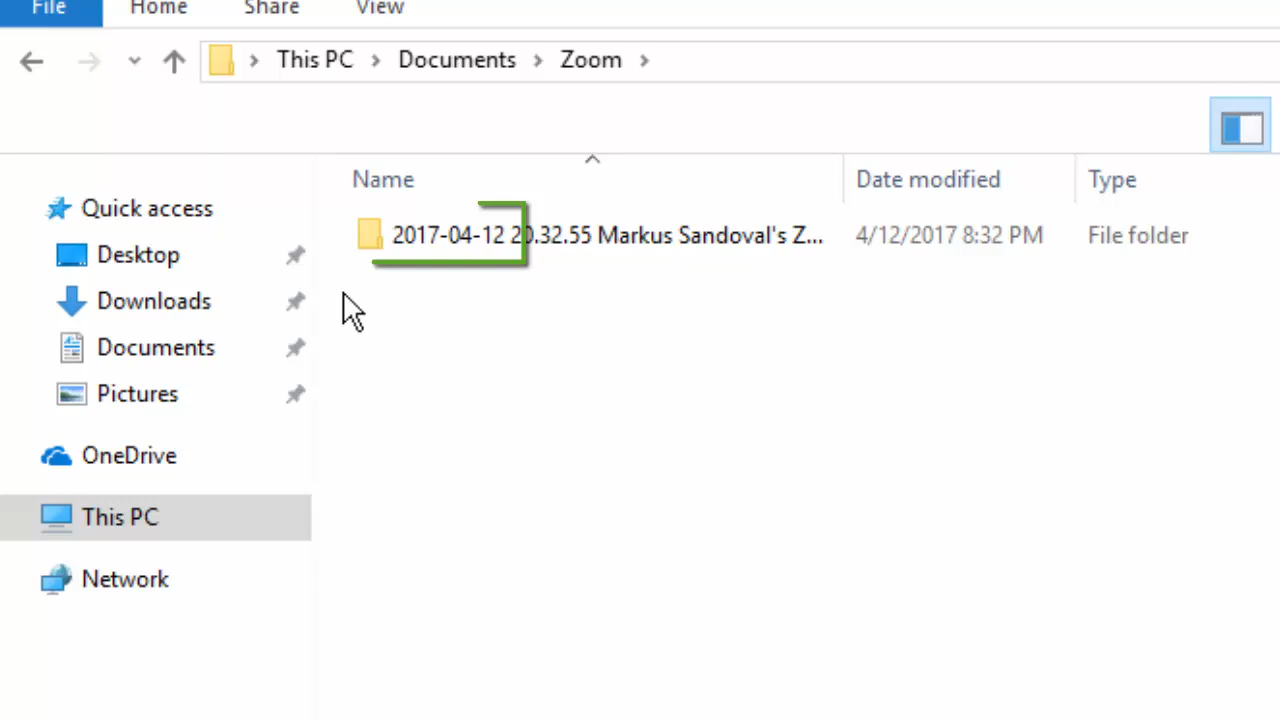 File Home Share View
This PC Documents Zoom
Name Date modified Type
2017-04-12 20.32.55 Markus Sandoval's Z... 4/12/2017 8:32 PM File folder
Quick access
Desktop
Downloads
Documents
Pictures
OneDrive
This PC
Network